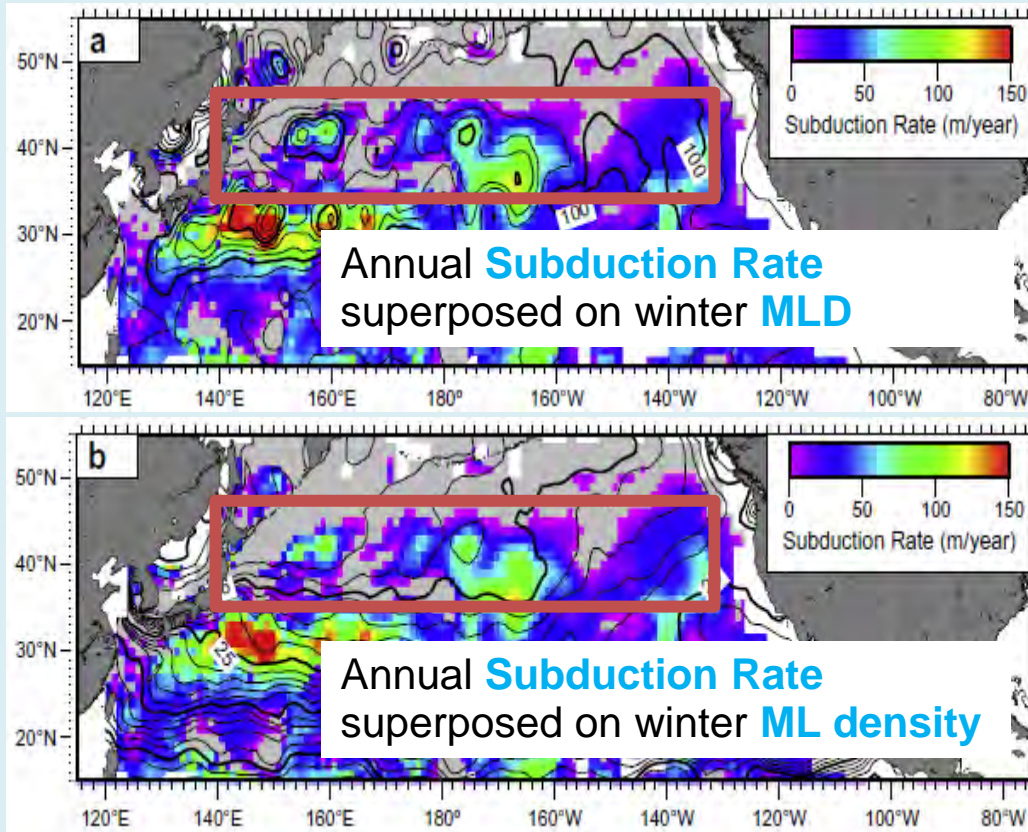 a
50°N
40°N
30°N
20°N
0 50 100 150
Subduction Rate (m/year)
100
100
Annual Subduction Rate
superposed on winter MLD
120°E 140°E 160°E 180° 160°W 140°W 120°W 100°W 80°W
b
50°N
40°N
30°N
20°N
0 50 100 150
Subduction Rate (m/year)
25
Annual Subduction Rate
superposed on winter ML density
120°E 140°E 160°E 180° 160°W 140°W 120°W 100°W 80°W